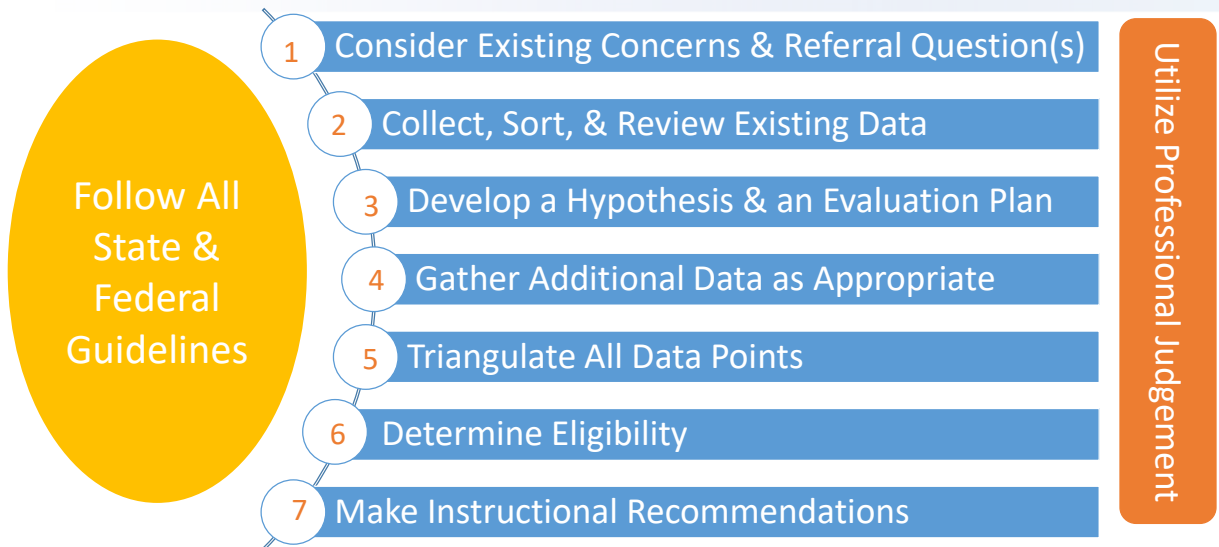 Follow All
State &
Federal
Guidelines
1 Consider Existing Concerns & Referral Question(s)
2 Collect, Sort, & Review Existing Data
3 Develop a Hypothesis & an Evaluation Plan
4 Gather Additional Data as Appropriate
5 Triangulate All Data Points
6 Determine Eligibility
7 Make Instructional Recommendations
Utilize Professional Judgement